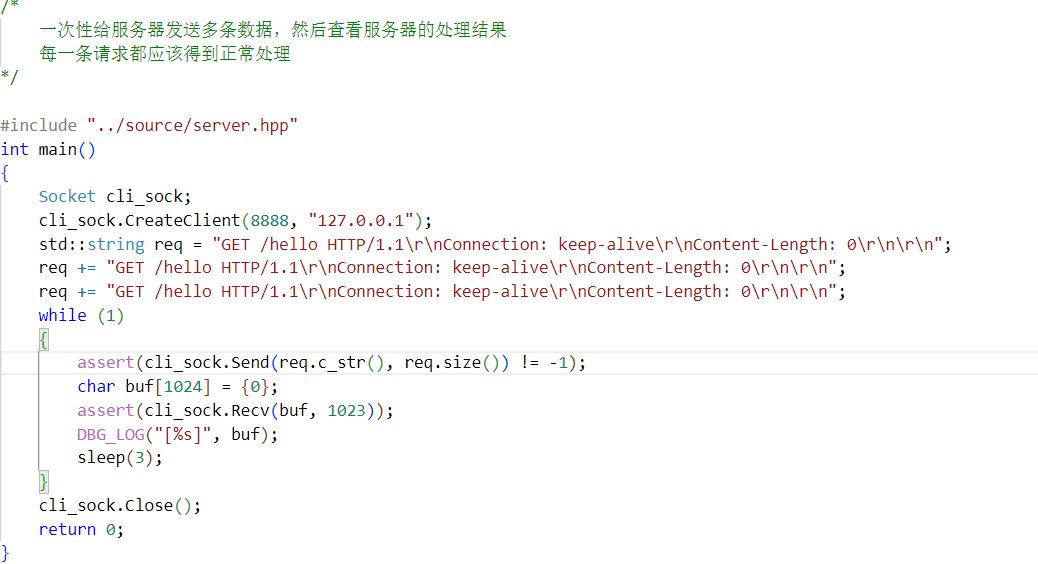 /*
    一次性给服务器发送多条数据，然后查看服务器的处理结果
    每一条请求都应该得到正常处理
*/

#include "../source/server.hpp"
int main()
{
    Socket cli_sock;
    cli_sock.CreateClient(8888, "127.0.0.1");
    std::string req = "GET /hello HTTP/1.1\r\nConnection: keep-alive\r\nContent-Length: 0\r\n\r\n";
    req += "GET /hello HTTP/1.1\r\nConnection: keep-alive\r\nContent-Length: 0\r\n\r\n";
    req += "GET /hello HTTP/1.1\r\nConnection: keep-alive\r\nContent-Length: 0\r\n\r\n";
    while (1)
    {
        assert(cli_sock.Send(req.c_str(), req.size()) != -1);
        char buf[1024] = {0};
        assert(cli_sock.Recv(buf, 1023));
        DBG_LOG("[%s]", buf);
        sleep(3);
    }
    cli_sock.Close();
    return 0;
}